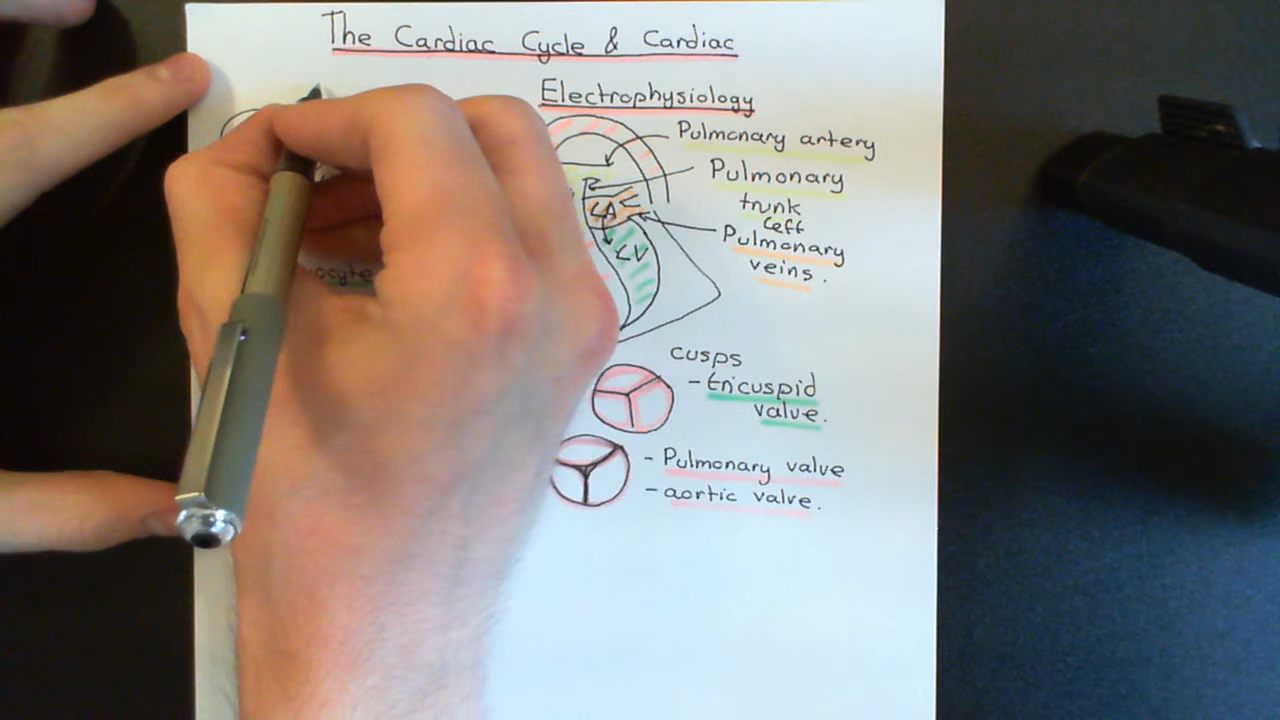 The Cardiac Cycle & Cardiac
Electrophysiology
Pulmonary artery
Pulmonary
trunk
Left
Pulmonary
veins.
LA
LV
ocyte
cusps
- tricuspid
valve.
- Pulmonary valve
- aortic valve.